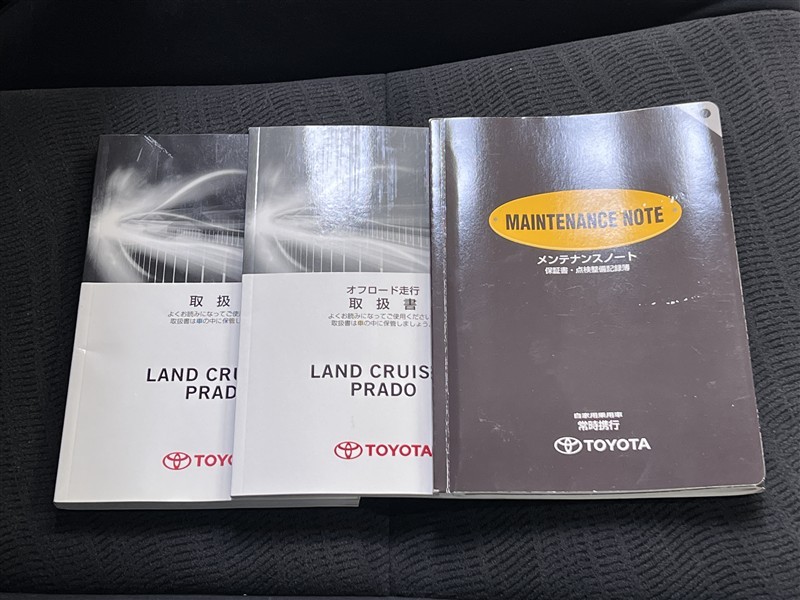 取扱
よくお読みになってご使
取扱書は車の中に保管し
LAND CRU
PRAD
TOYO
オフロード走行
取扱書
よくお読みになってご使用ください
取扱書は車の中に保管しましょう
LAND CRUIS
PRADO
TOYOTA
MAINTENANCE NOTE
メンテナンスノート
保証書・点検整備記録簿
自家用乗用車
常時携行
TOYOTA